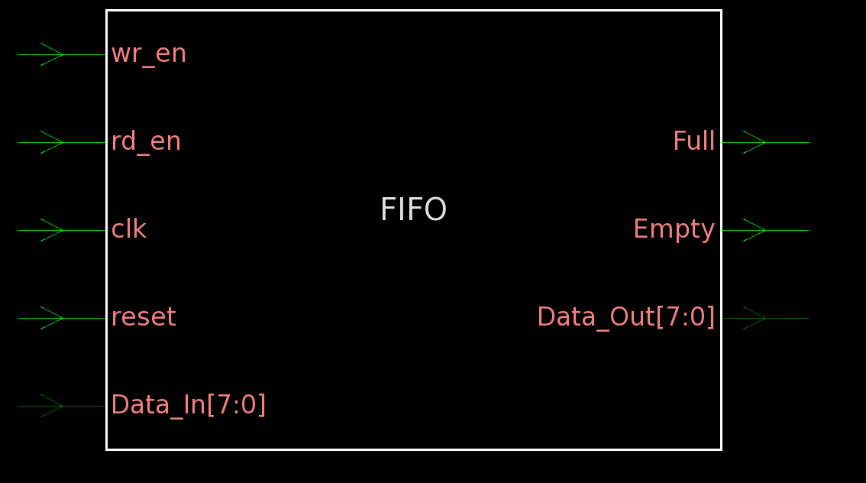 wr_en
rd_en
clk
reset
Data_In[7:0]
FIFO
Full
Empty
Data_Out[7:0]